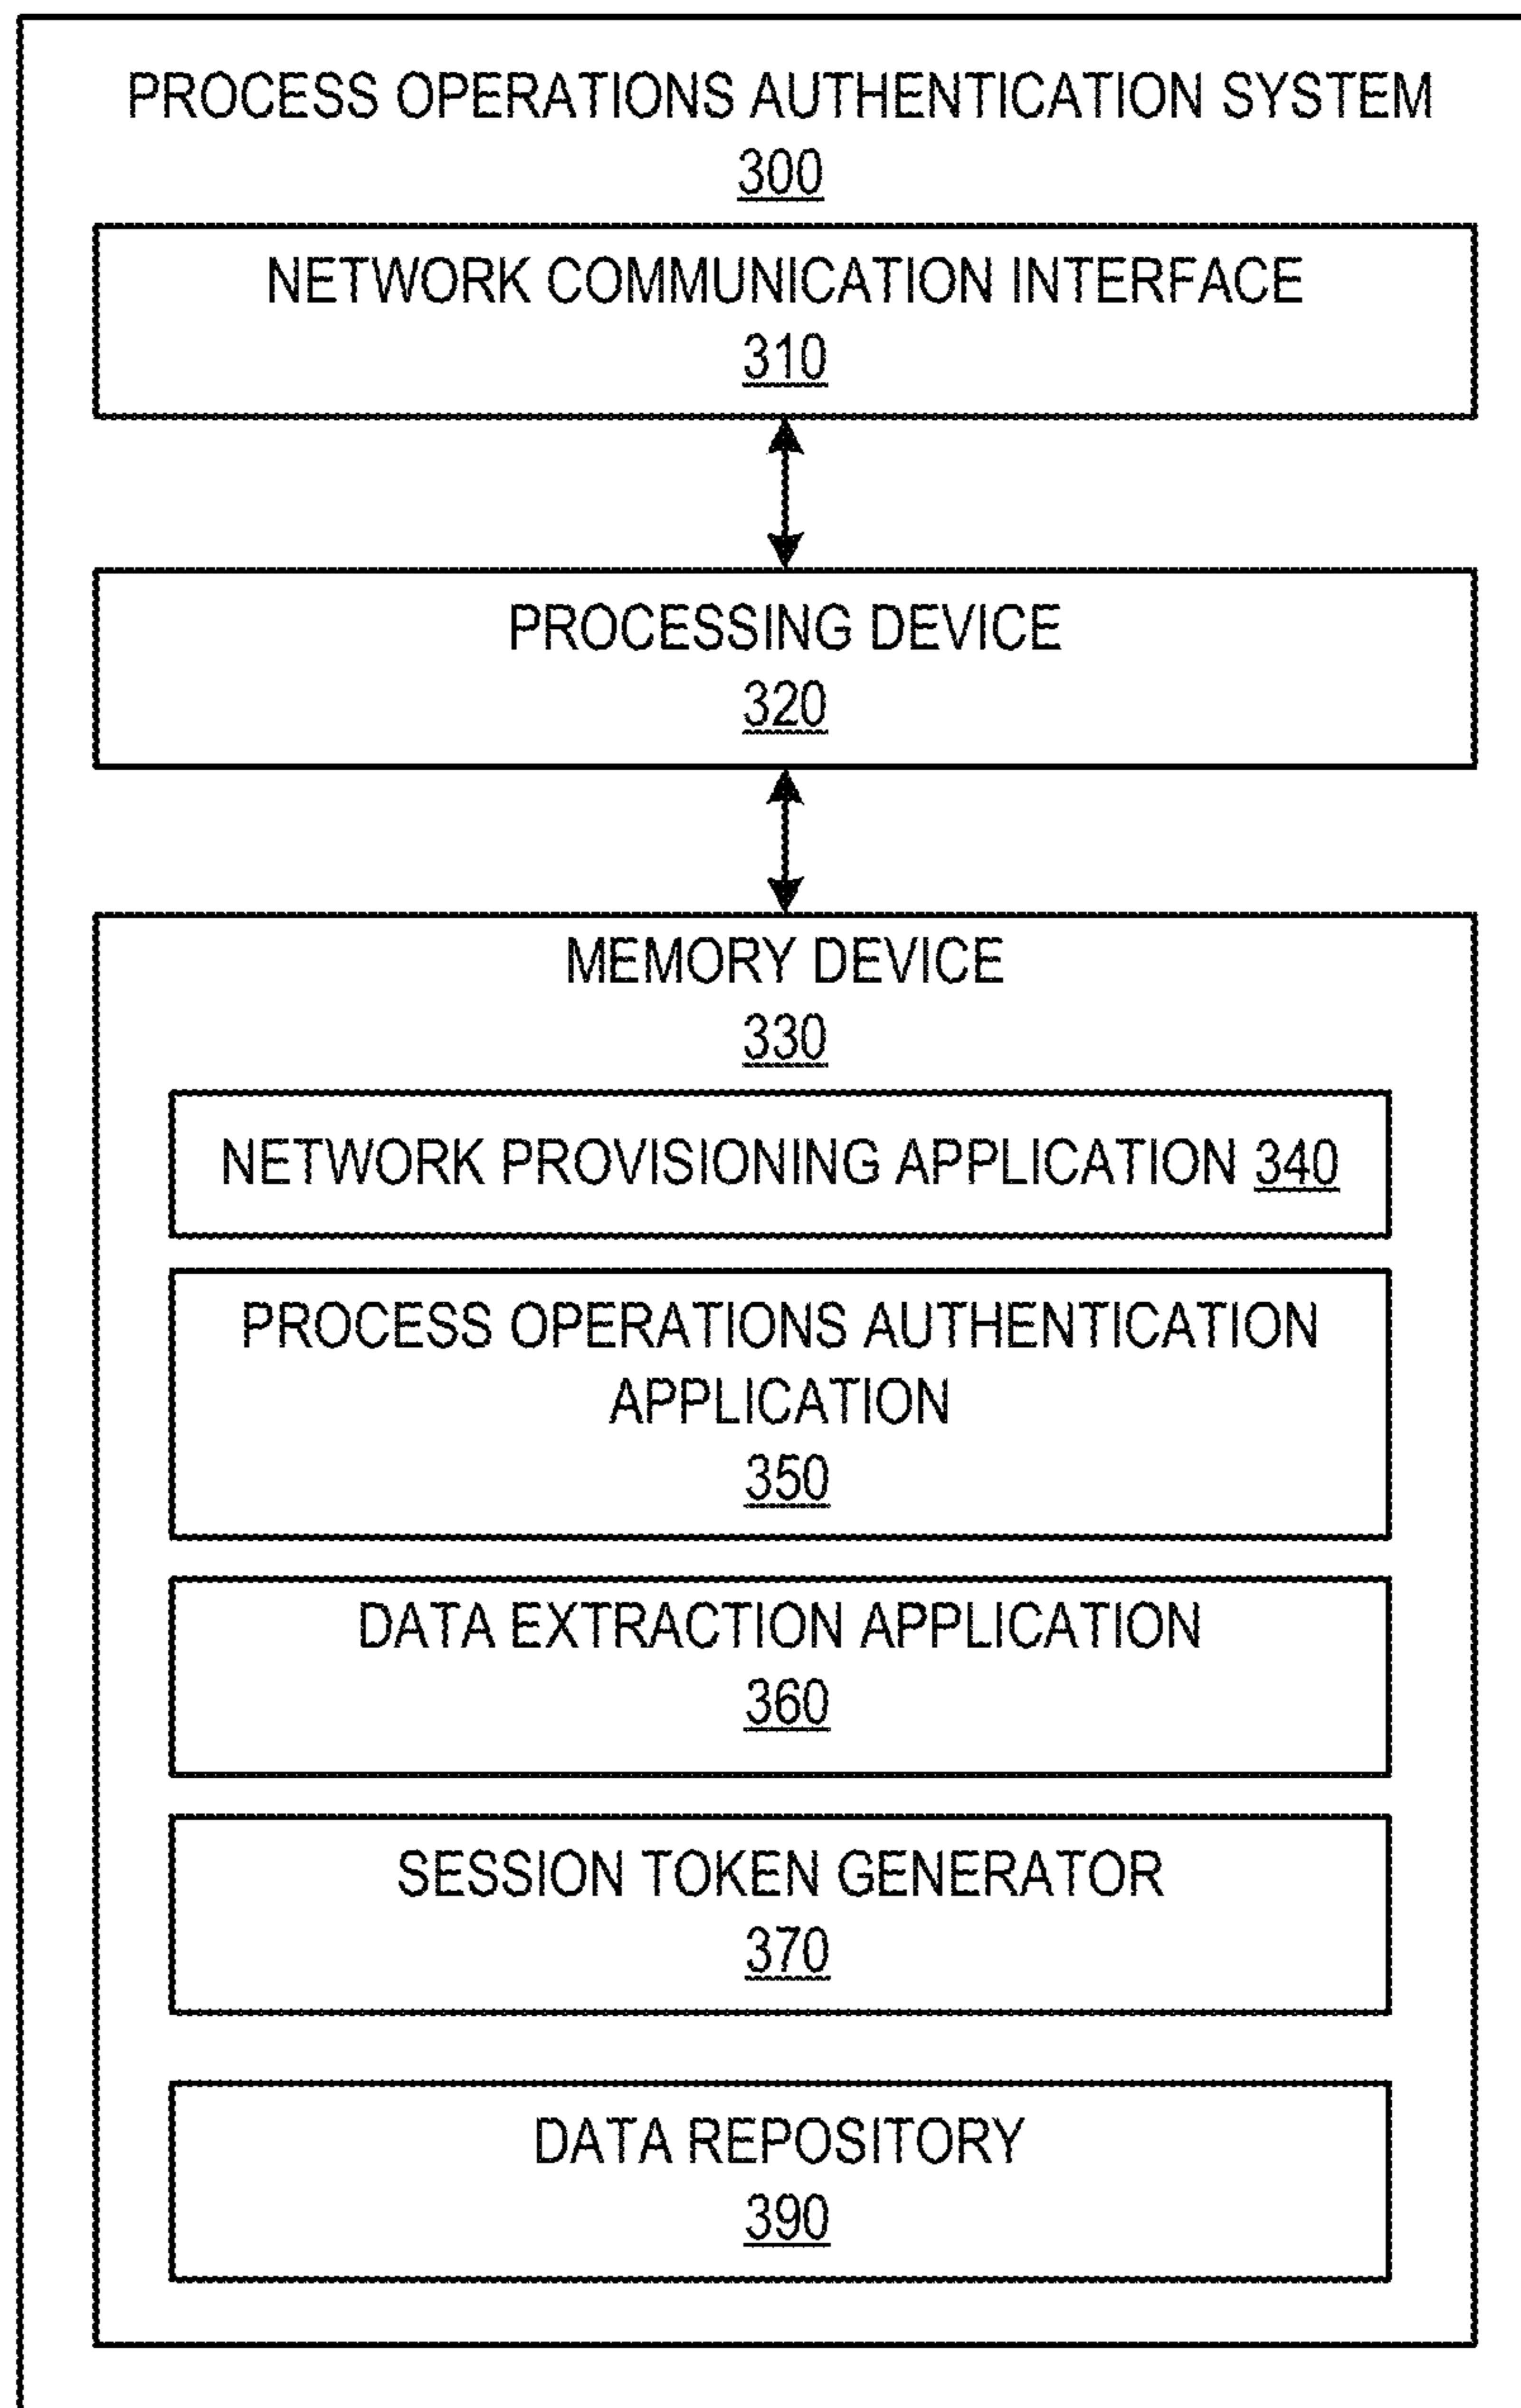 PROCESS OPERATIONS AUTHENTICATION SYSTEM
300
NETWORK COMMUNICATION INTERFACE
310
PROCESSING DEVICE
320
MEMORY DEVICE
330
NETWORK PROVISIONING APPLICATION 340
PROCESS OPERATIONS AUTHENTICATION
APPLICATION
350
DATA EXTRACTION APPLICATION
360
SESSION TOKEN GENERATOR
370
DATA REPOSITORY
390